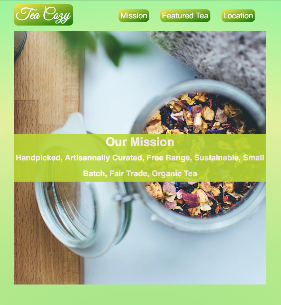 Tea Cozy
Mission
Featured Tea
Location
Our Mission
Handpicked, Artisanally Curated, Free Range, Sustainable, Small
Batch, Fair Trade, Organic Tea